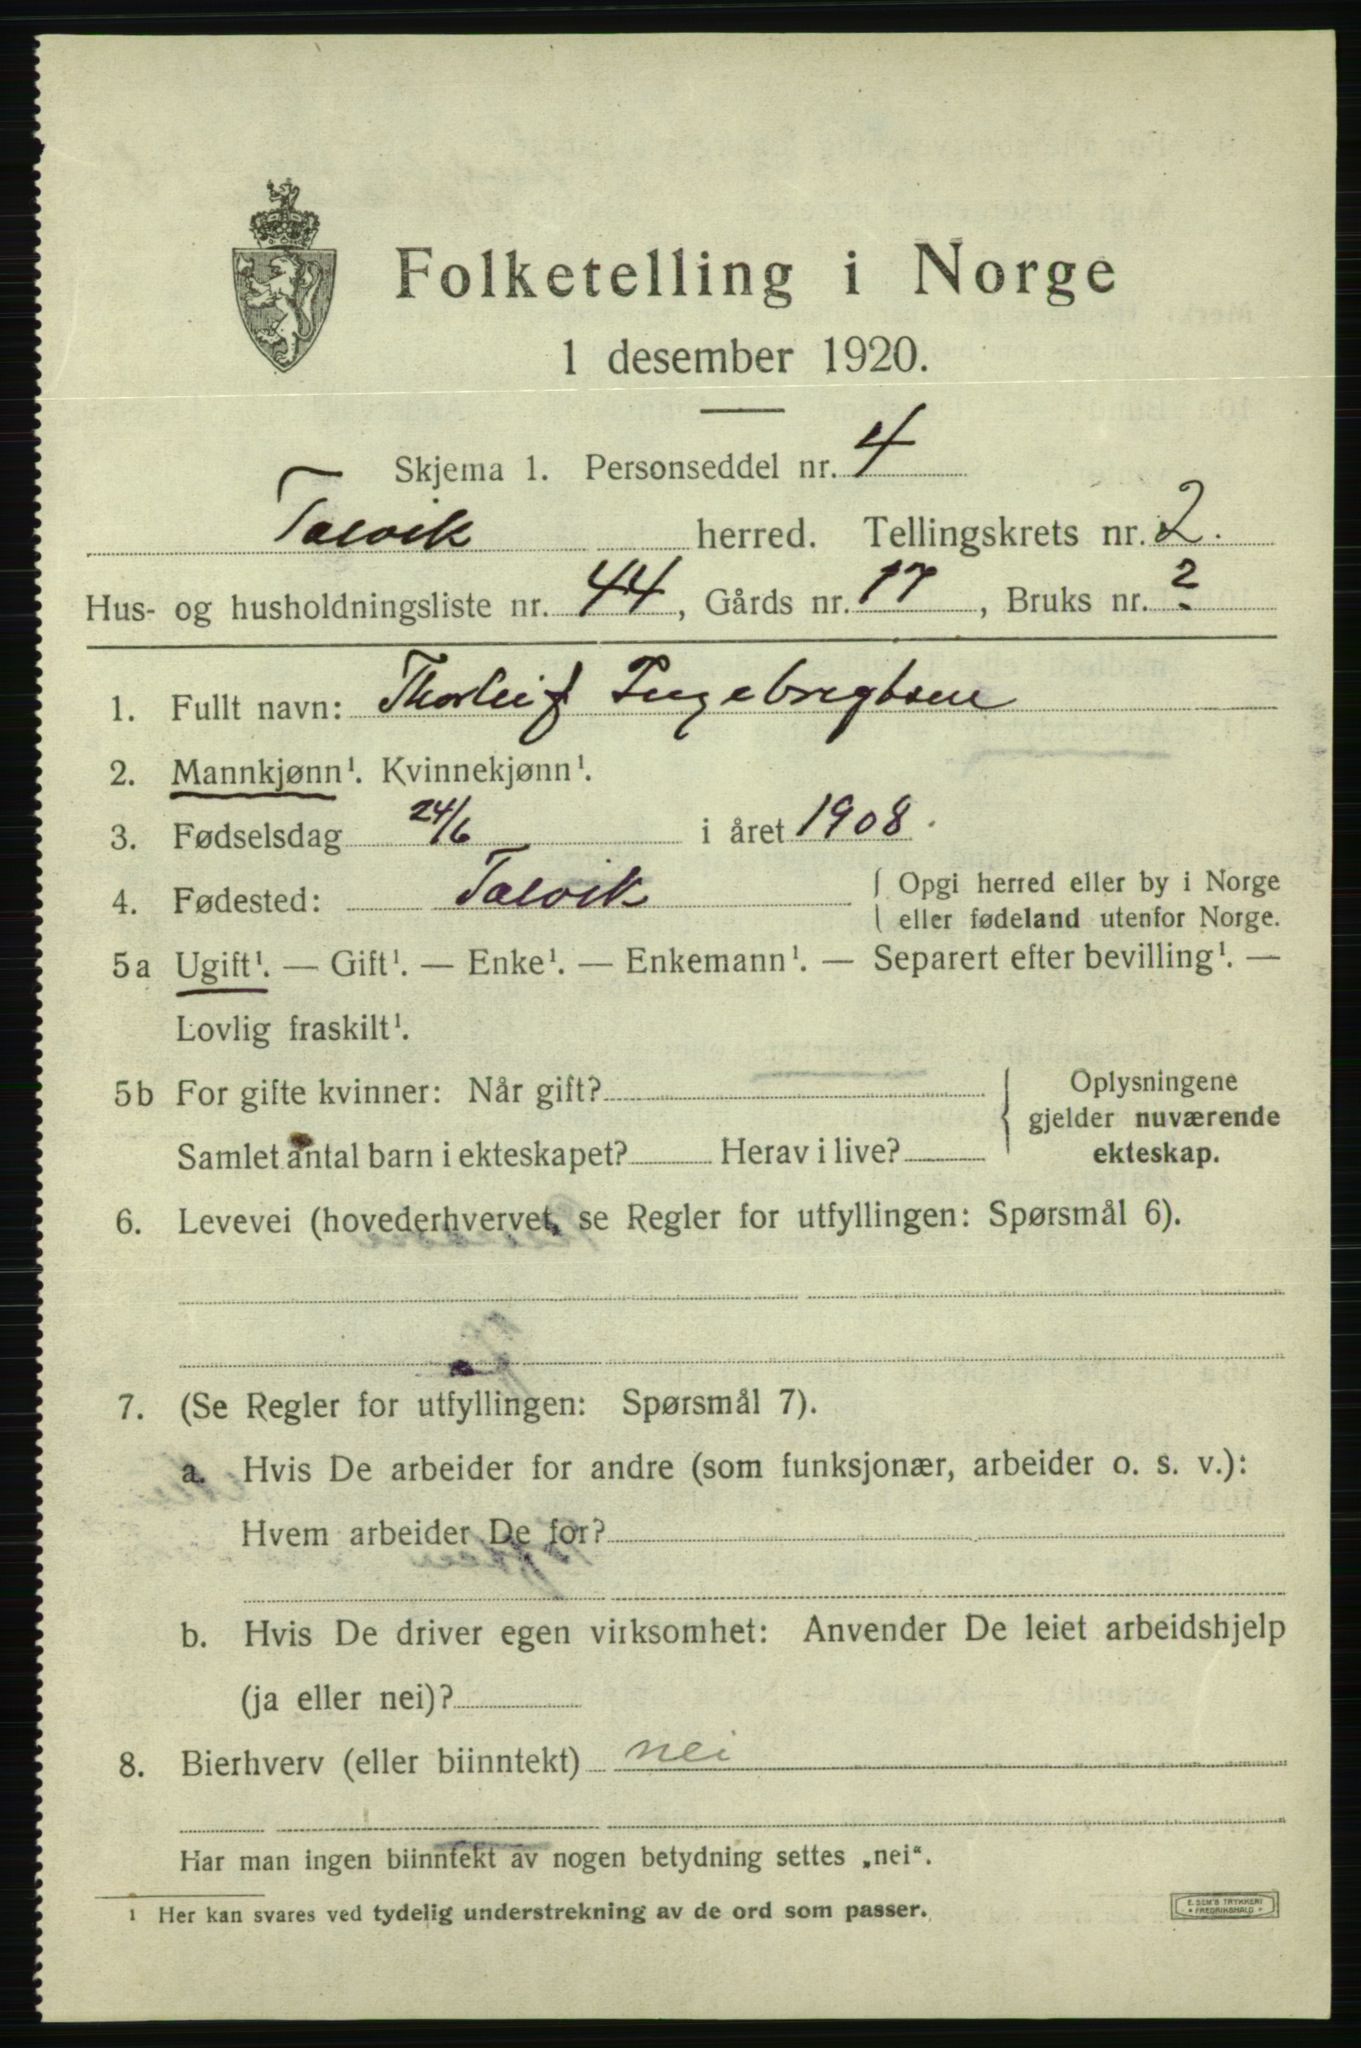 Folketelling i Norge
1 desember 1920.
Skjema 1. Personseddel nr. 4
Talvik herred. Tellingskrets nr. 2.
Hus- og husholdningsliste nr. 44, Gårds nr. 17, Bruks nr. ?
1. Fullt navn: Thorleif Ingebregtsen
2. Mannkjønn¹. Kvinnekjønn¹.
3. Fødselsdag 24/6 i året 1908.
4. Fødested: Talvik { Opgi herred eller by i Norge
eller fødeland utenfor Norge.
5a Ugift¹. — Gift¹. — Enke¹. — Enkemann¹. — Separert efter bevilling¹. —
Lovlig fraskilt¹.
5b For gifte kvinner: Når gift? { Oplysningene
gjelder nuværende
Samlet antal barn i ekteskapet? Herav i live? ekteskap.
6. Levevei (hovederhvervet, se Regler for utfyllingen: Spørsmål 6).
7. (Se Regler for utfyllingen: Spørsmål 7).
a. Hvis De arbeider for andre (som funksjonær, arbeider o. s. v.):
Hvem arbeider De for?
b. Hvis De driver egen virksomhet: Anvender De leiet arbeidshjelp
(ja eller nei)?
8. Bierhverv (eller biinntekt) nei
Har man ingen biinntekt av nogen betydning settes „nei“.
¹ Her kan svares ved tydelig understrekning av de ord som passer.
E. SEM'S TRYKKERI
* FREDRIKSHALD *